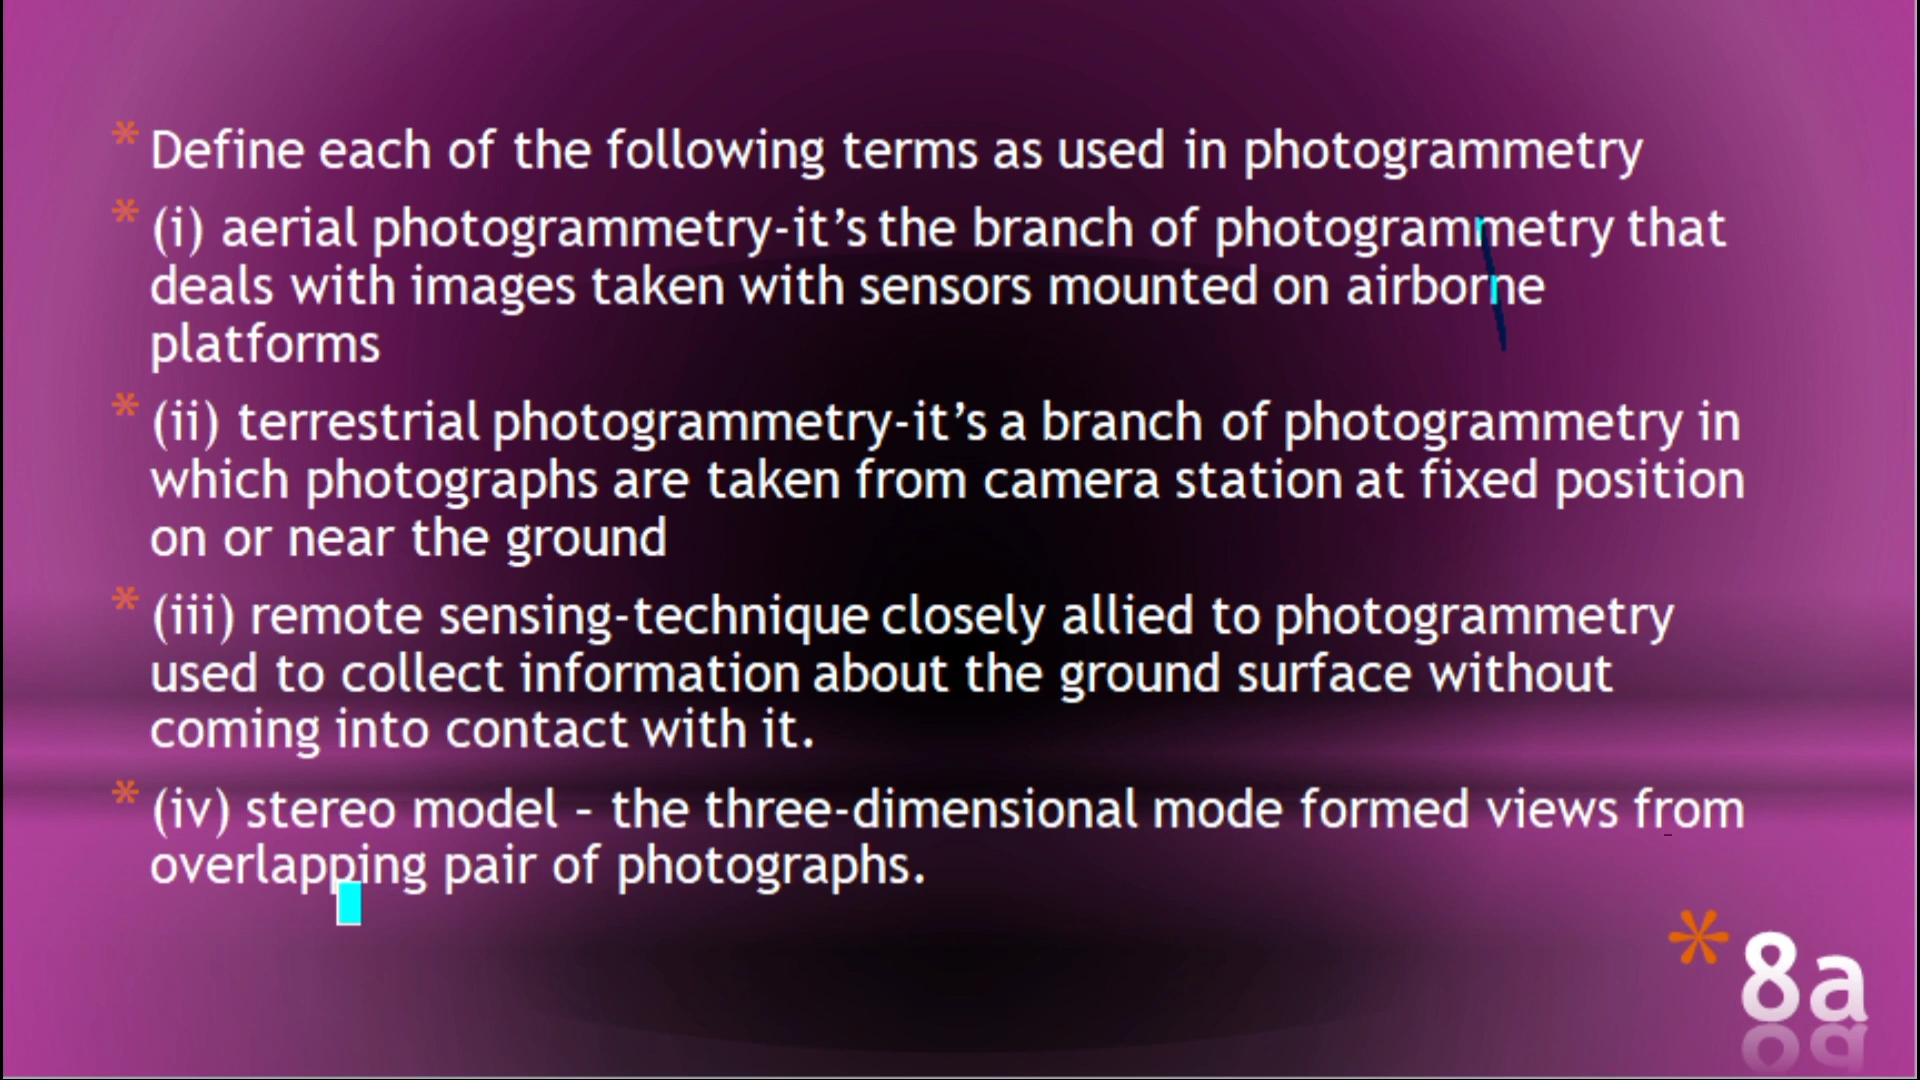 * Define each of the following terms as used in photogrammetry
* (i) aerial photogrammetry-it’s the branch of photogrammetry that
deals with images taken with sensors mounted on airborne
platforms
* (ii) terrestrial photogrammetry-it’s a branch of photogrammetry in
which photographs are taken from camera station at fixed position
on or near the ground
* (iii) remote sensing-technique closely allied to photogrammetry
used to collect information about the ground surface without
coming into contact with it.
* (iv) stereo model – the three-dimensional mode formed views from
overlapping pair of photographs.
* 8a